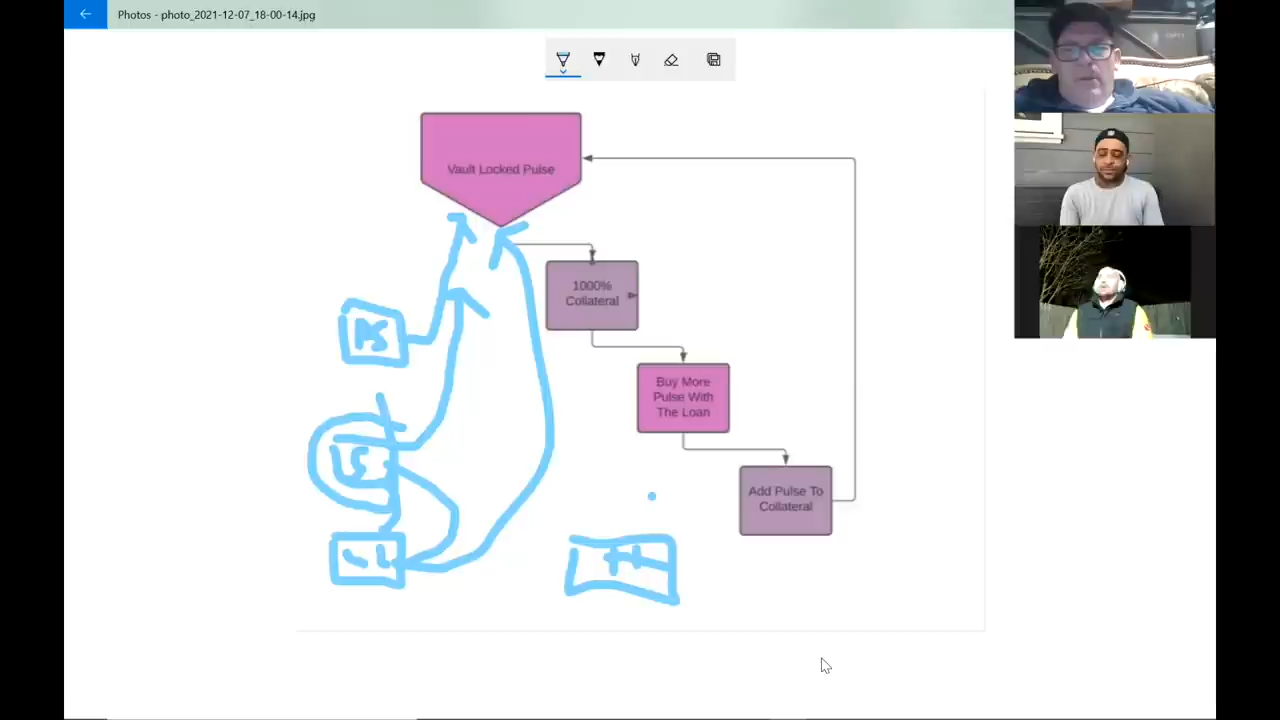 Photos - photo_2021-12-07_18-00-14.jpg
Vault Locked Pulse
1000%
Collateral
Buy More
Pulse With
The Loan
Add Pulse To
Collateral